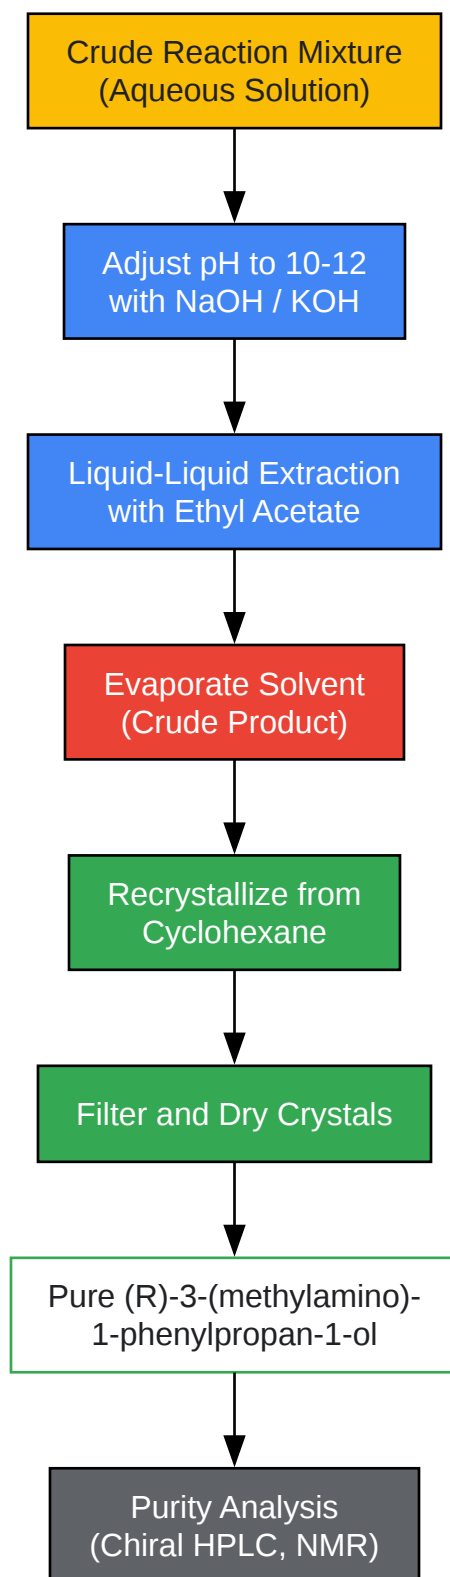 Crude Reaction Mixture
(Aqueous Solution)
Adjust pH to 10-12
with NaOH / KOH
Liquid-Liquid Extraction
with Ethyl Acetate
Evaporate Solvent
(Crude Product)
Recrystallize from
Cyclohexane
Filter and Dry Crystals
Pure (R)-3-(methylamino)-
1-phenylpropan-1-ol
Purity Analysis
(Chiral HPLC, NMR)